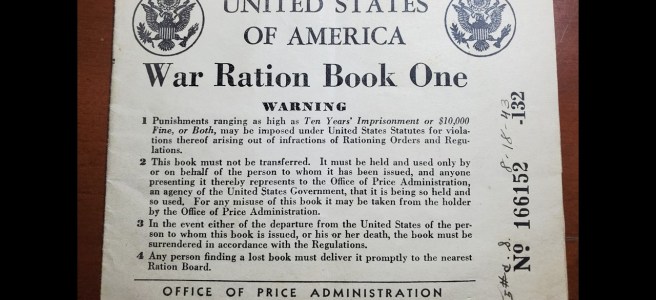 UNITED STATES
OF AMERICA
War Ration Book One
WARNING
1 Punishments ranging as high as Ten Years' Imprisonment or $10,000
Fine, or Both, may be imposed under United States Statutes for viola-
tions thereof arising out of infractions of Rationing Orders and Regu-
lations.
2 This book must not be transferred. It must be held and used only by
or on behalf of the person to whom it has been issued, and anyone
presenting it thereby represents to the Office of Price Administration,
an agency of the United States Government, that it is being so held and
so used. For any misuse of this book it may be taken from the holder
by the Office of Price Administration.
3 In the event either of the departure from the United States of the per-
son to whom this book is issued, or his or her death, the book must be
surrendered in accordance with the Regulations.
4 Any person finding a lost book must deliver it promptly to the nearest
Ration Board.
OFFICE OF PRICE ADMINISTRATION
No 166152 -132
8-18-43